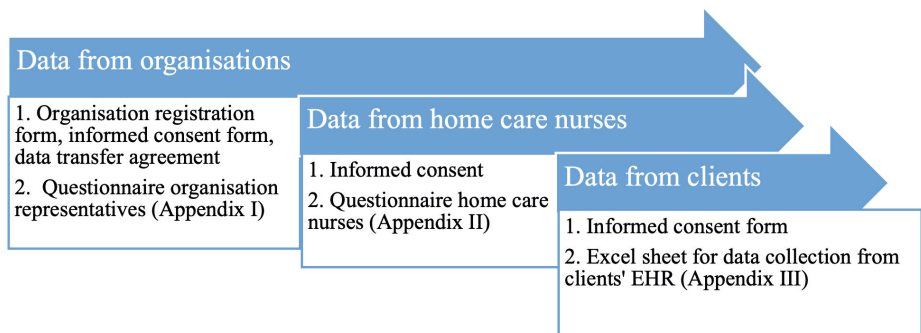 Data from organisations
1. Organisation registration
form, informed consent form,
data transfer agreement
2. Questionnaire organisation
representatives (Appendix I)
Data from home care nurses
1. Informed consent
2. Questionnaire home care
nurses (Appendix II)
Data from clients
1. Informed consent form
2. Excel sheet for data collection from
clients' EHR (Appendix III)